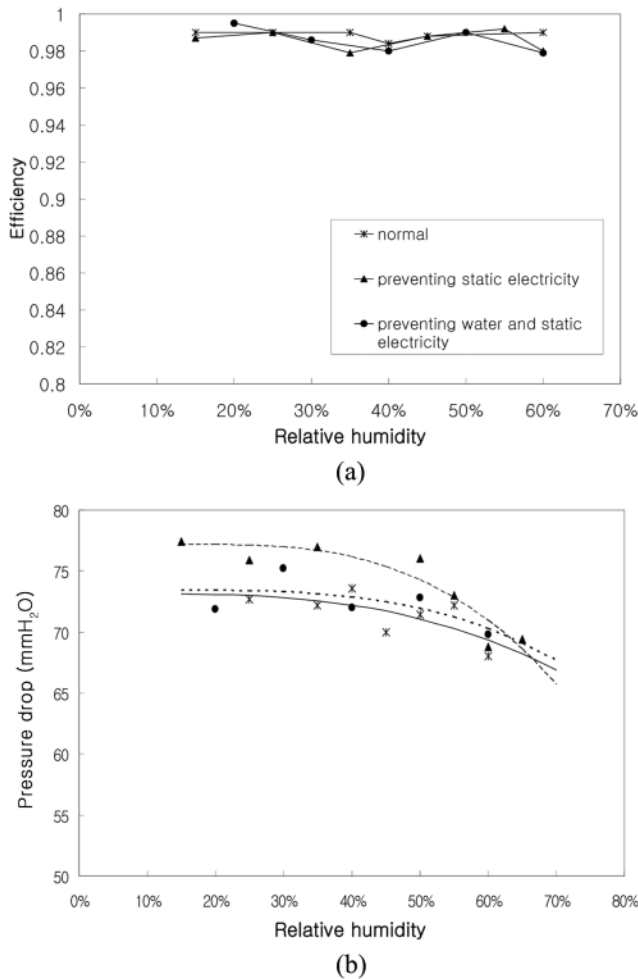 1
0.98
0.96
0.94
0.92
0.9
0.88
0.86
0.84
0.82
0.8
Efficiency
normal
preventing static electricity
preventing water and static
electricity
0% 10% 20% 30% 40% 50% 60% 70%
Relative humidity
(a)
80
75
70
65
60
55
50
Pressure drop (mmH₂O)
0% 10% 20% 30% 40% 50% 60% 70% 80%
Relative humidity
(b)